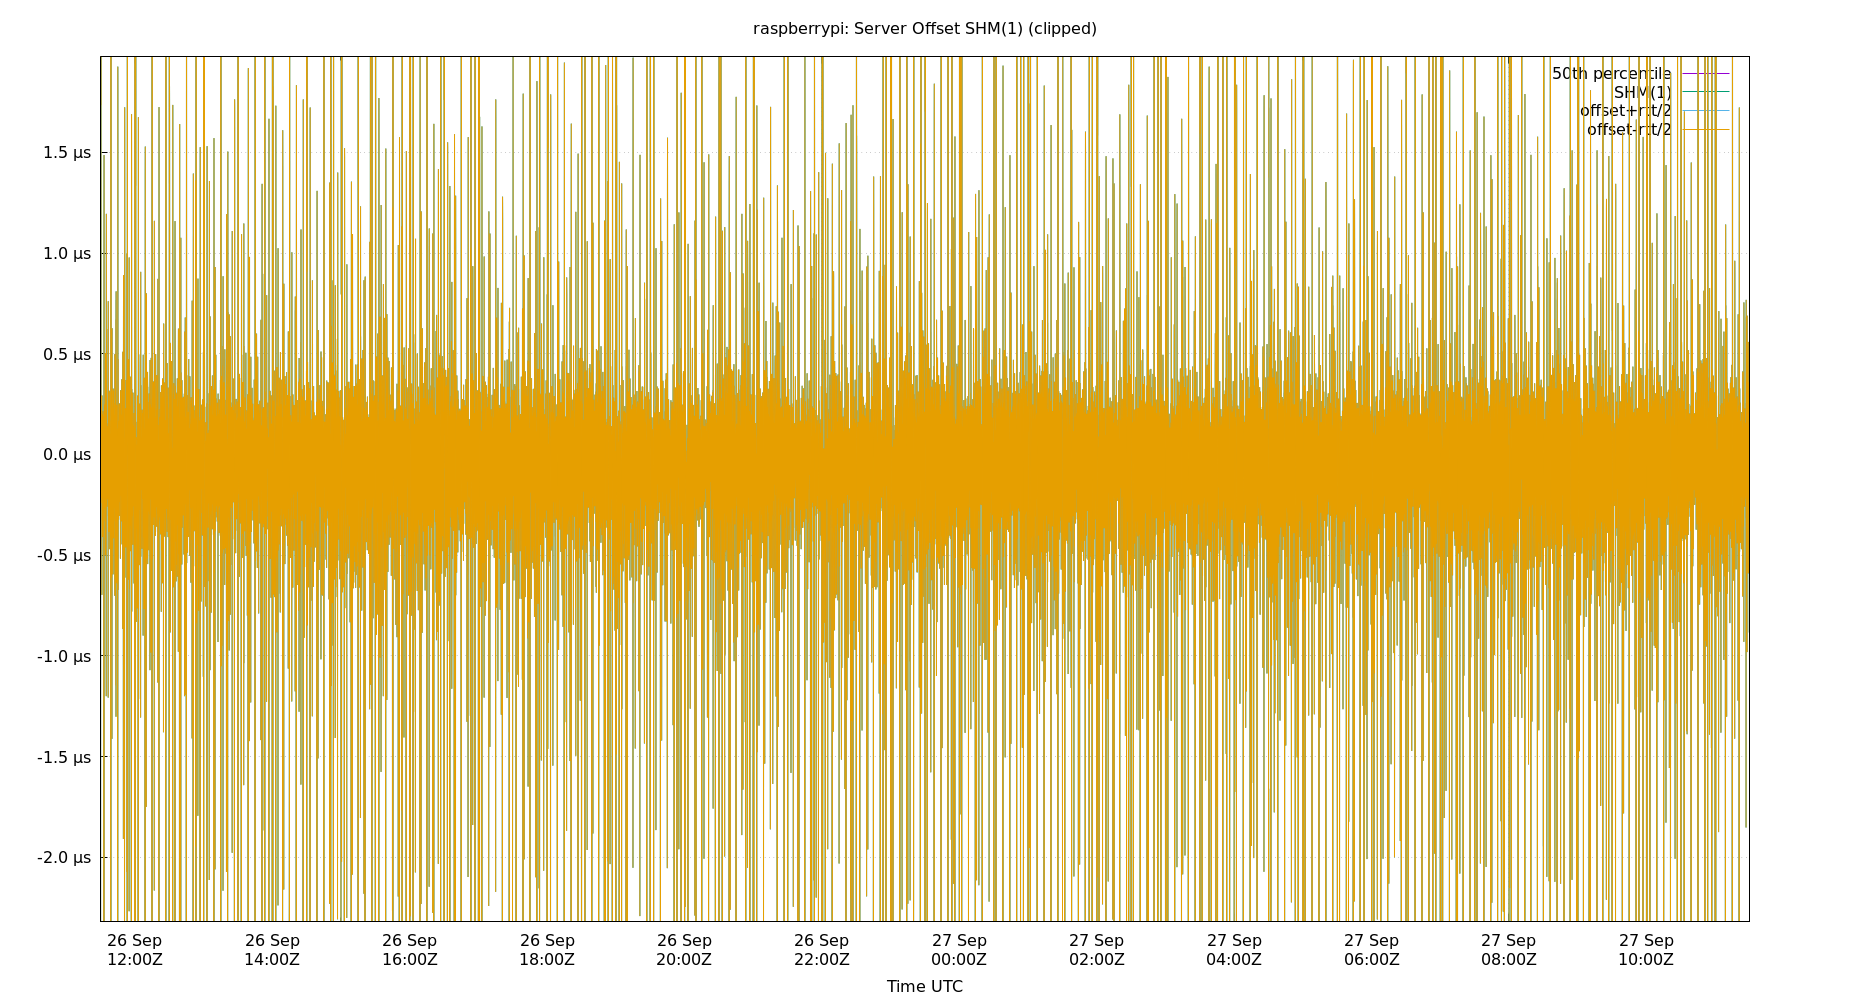 raspberrypi: Server Offset SHM(1) (clipped)
50th percentile
SHM(1)
offset+rtt/2
offset-rtt/2
1.5 µs
1.0 µs
0.5 µs
0.0 µs
-0.5 µs
-1.0 µs
-1.5 µs
-2.0 µs
26 Sep 26 Sep 26 Sep 26 Sep 26 Sep 26 Sep 27 Sep 27 Sep 27 Sep 27 Sep 27 Sep 27 Sep
12:00Z 14:00Z 16:00Z 18:00Z 20:00Z 22:00Z 00:00Z 02:00Z 04:00Z 06:00Z 08:00Z 10:00Z
Time UTC